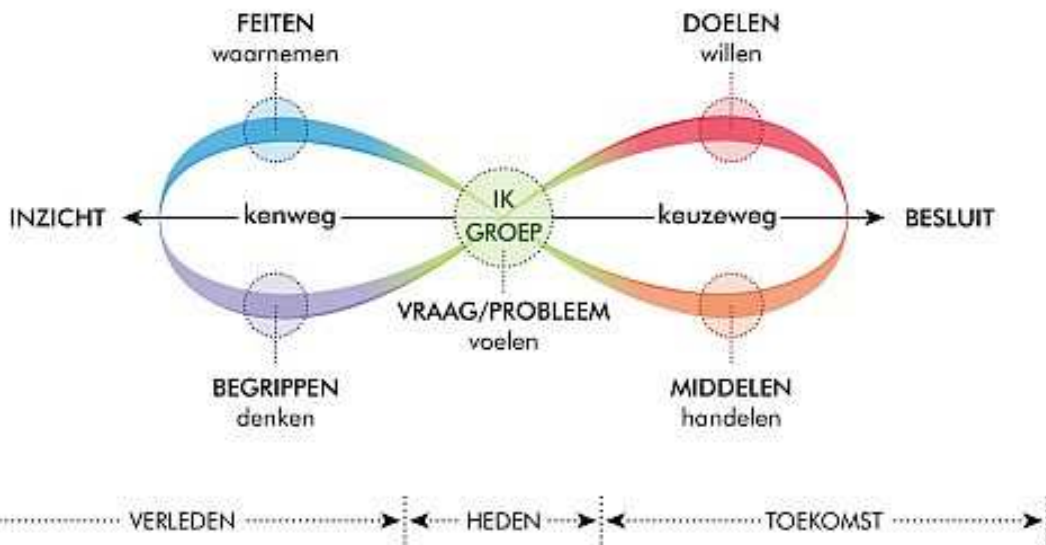 FEITEN
waarnemen
DOELEN
willen
INZICHT
kenweg
IK
GROEP
keuzeweg
BESLUIT
VRAAG/PROBLEEM
voelen
BEGRIPPEN
denken
MIDDELEN
handelen
VERLEDEN
HEDEN
TOEKOMST